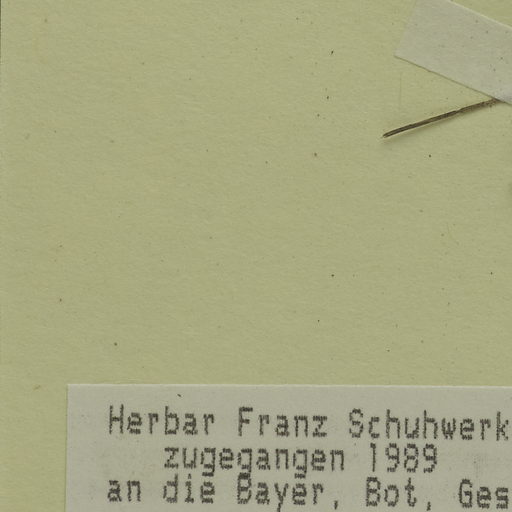 Herbar Franz Schuhwerk
zugegangen 1989
an die Bayer. Bot. Ges